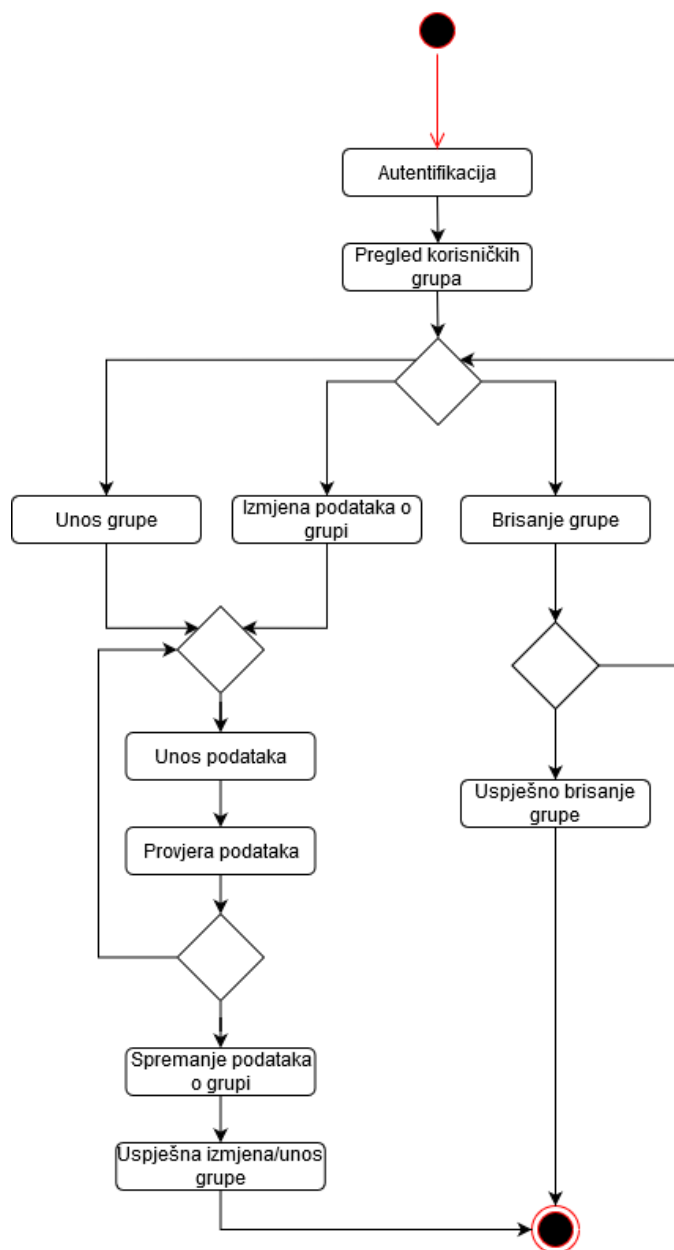 Autentifikacija
Pregled korisničkih
grupa
Unos grupe
Izmjena podataka o
grupi
Brisanje grupe
Unos podataka
Uspješno brisanje
grupe
Provjera podataka
Spremanje podataka
o grupi
Uspješna izmjena/unos
grupe